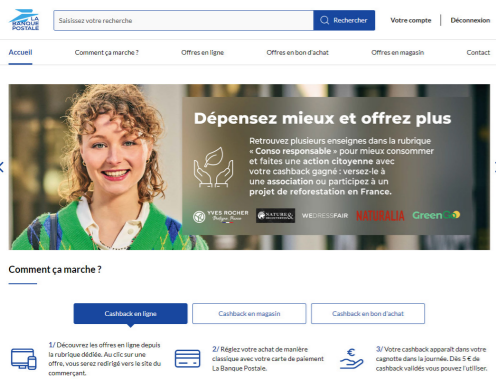 LA
BANQUE
POSTALE
Saisissez votre recherche
Rechercher
Votre compte
Déconnexion
Accueil
Comment ça marche ?
Offres en ligne
Offres en bon d'achat
Offres en magasin
Contact
Dépensez mieux et offrez plus
Retrouvez plusieurs enseignes dans la rubrique
« Conso responsable » pour mieux consommer
et faites une action citoyenne avec
votre cashback gagné : versez-le à
une association ou participez à un
projet de reforestation en France.
YVES ROCHER
NATURE &
WEDRESSFAIR
NATURALIA
GreenGo
Comment ça marche ?
Cashback en ligne
Cashback en magasin
Cashback en bon d'achat
1/ Découvrez les offres en ligne depuis
la rubrique dédiée. Au clic sur une
offre, vous serez redirigé vers le site du
commerçant.
2/ Réglez votre achat de manière
classique avec votre carte de paiement
La Banque Postale.
3/ Votre cashback apparaît dans votre
cagnotte dans la journée. Dès 5 € de
cashback validés vous pouvez l'utiliser.